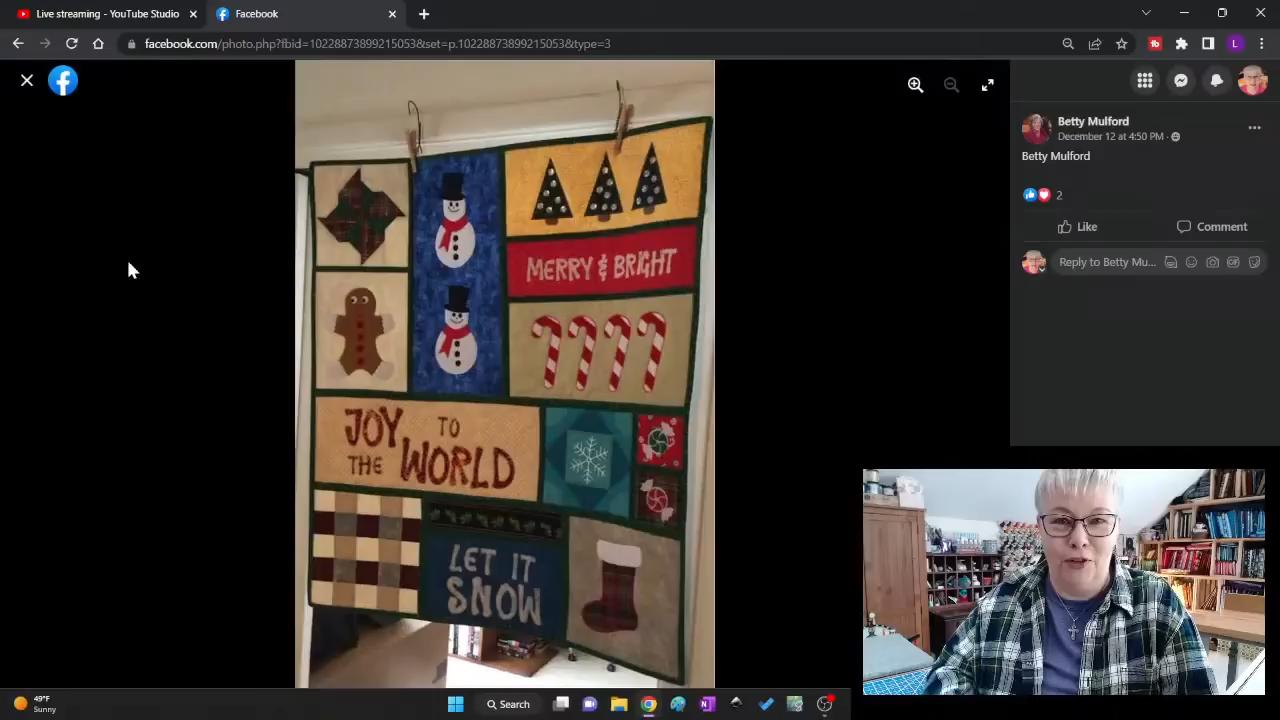 Live streaming - YouTube Studio
Facebook
facebook.com/photo.php?fbid=10228873899215053&set=p.10228873899215053&type=3
L
MERRY & BRIGHT
JOY TO
THE WORLD
LET IT
SNOW
Betty Mulford
December 12 at 4:50 PM
Betty Mulford
2
Like
Comment
Reply to Betty Mu...
49°F
Sunny
Search